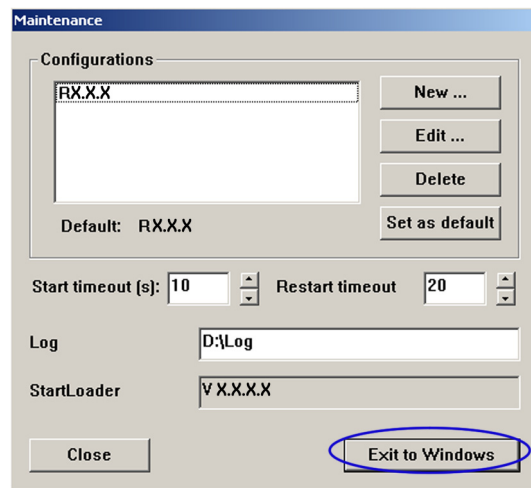 Maintenance
Configurations
RX.X.X
New ...
Edit ...
Delete
Set as default
Default: RX.X.X
Start timeout (s): 10 Restart timeout 20
Log D:\Log
StartLoader V X.X.X.X
Close Exit to Windows